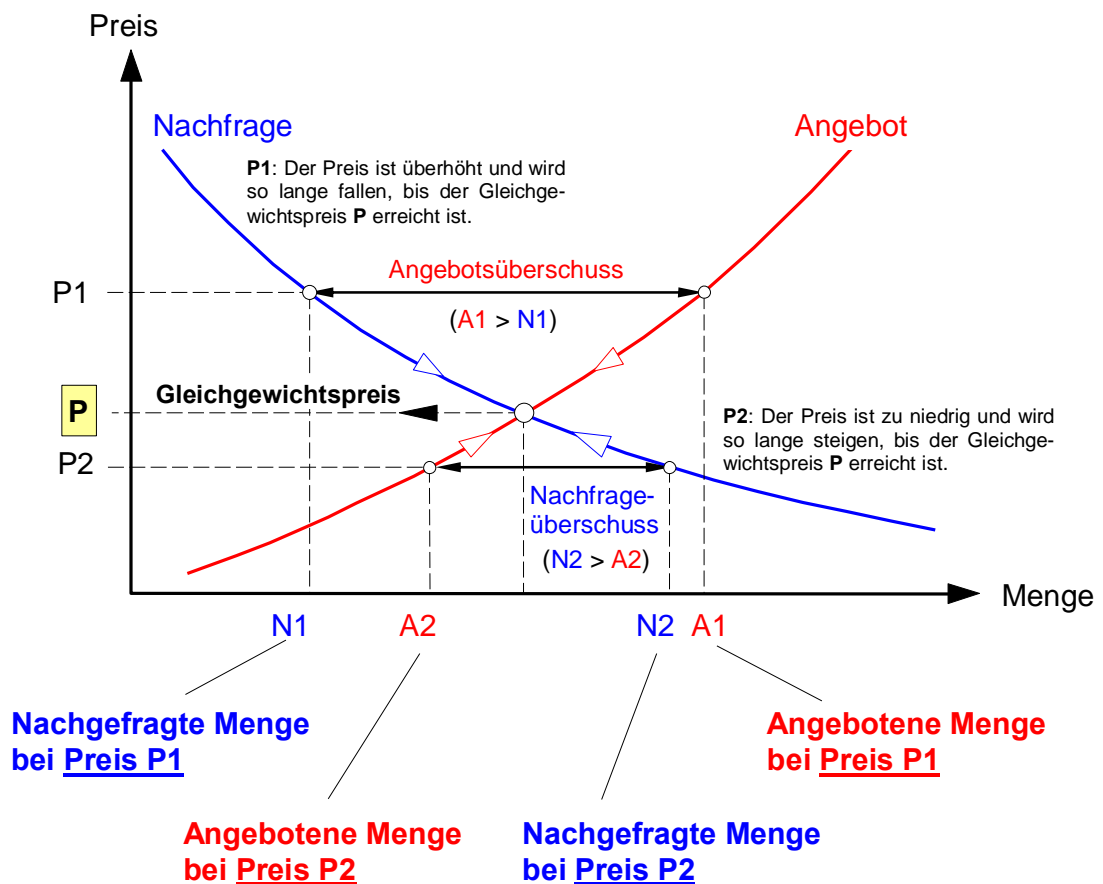 Preis
Nachfrage
Angebot
P1: Der Preis ist überhöht und wird
so lange fallen, bis der Gleichge-
wichtspreis P erreicht ist.
Angebotsüberschuss
P1
(A1 > N1)
Gleichgewichtspreis
P
P2: Der Preis ist zu niedrig und wird
so lange steigen, bis der Gleichge-
wichtspreis P erreicht ist.
P2
Nachfrage-
überschuss
(N2 > A2)
Menge
N1 A2 N2 A1
Nachgefragte Menge
bei Preis P1
Angebotene Menge
bei Preis P1
Angebotene Menge
bei Preis P2
Nachgefragte Menge
bei Preis P2